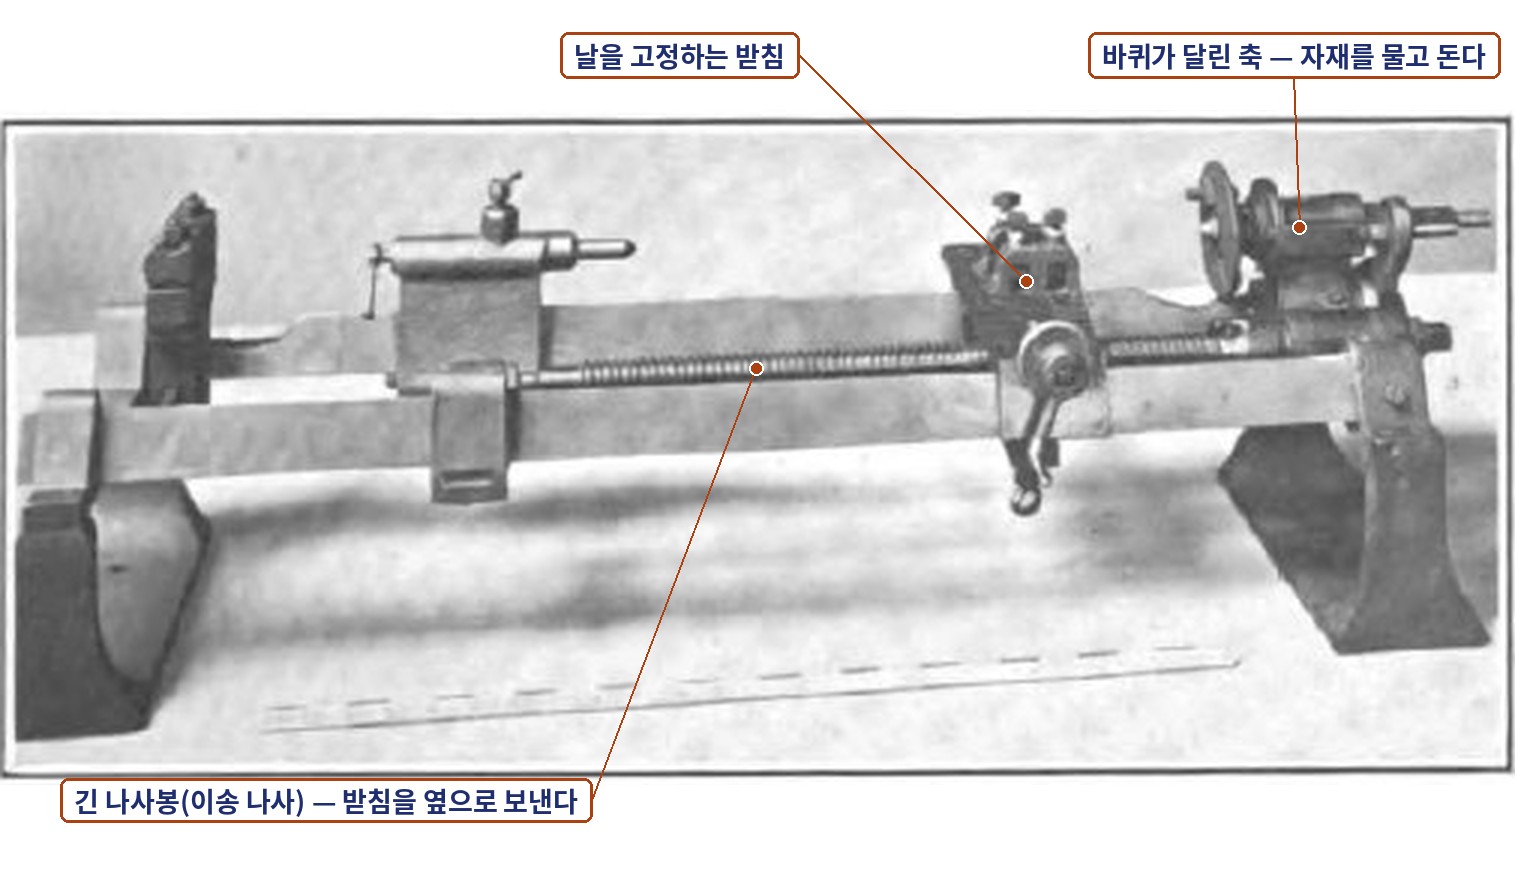 날을 고정하는 받침
바퀴가 달린 축 — 자재를 물고 돈다
긴 나사봉(이송 나사) — 받침을 옆으로 보낸다